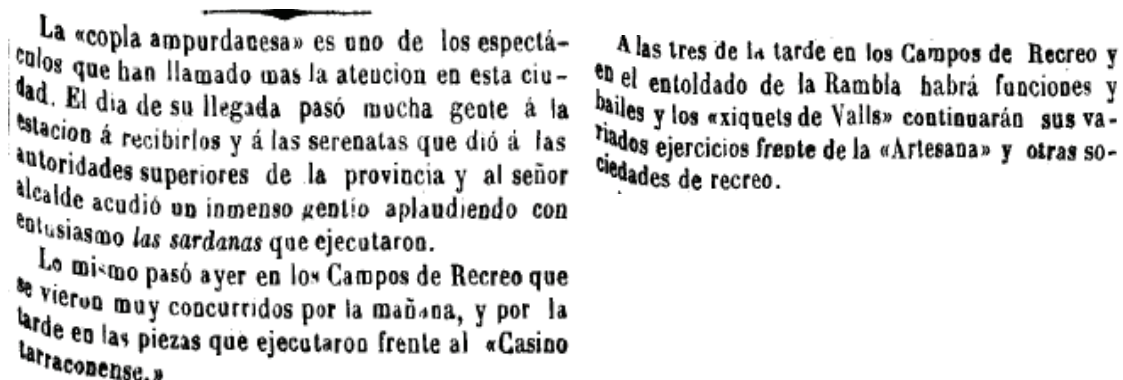 La «copla ampurdanesa» es uno de los espectá-
culos que han llamado mas la atencion en esta ciu-
dad. El dia de su llegada pasó mucha gente á la
estacion á recibirlos y á las serenatas que dió á las
autoridades superiores de la provincia y al señor
alcalde acudió un inmenso gentío aplaudiendo con
entusiasmo las sardanas que ejecutaron.
Lo mismo pasó ayer en los Campos de Recreo que
se vieron muy concurridos por la mañana, y por la
tarde en las piezas que ejecutaron frente al «Casino
tarraconense.»
A las tres de la tarde en los Campos de Recreo y
en el entoldado de la Rambla habrá funciones y
bailes y los «xiquets de Valls» continuarán sus va-
riados ejercicios frente de la «Artesana» y otras so-
ciedades de recreo.